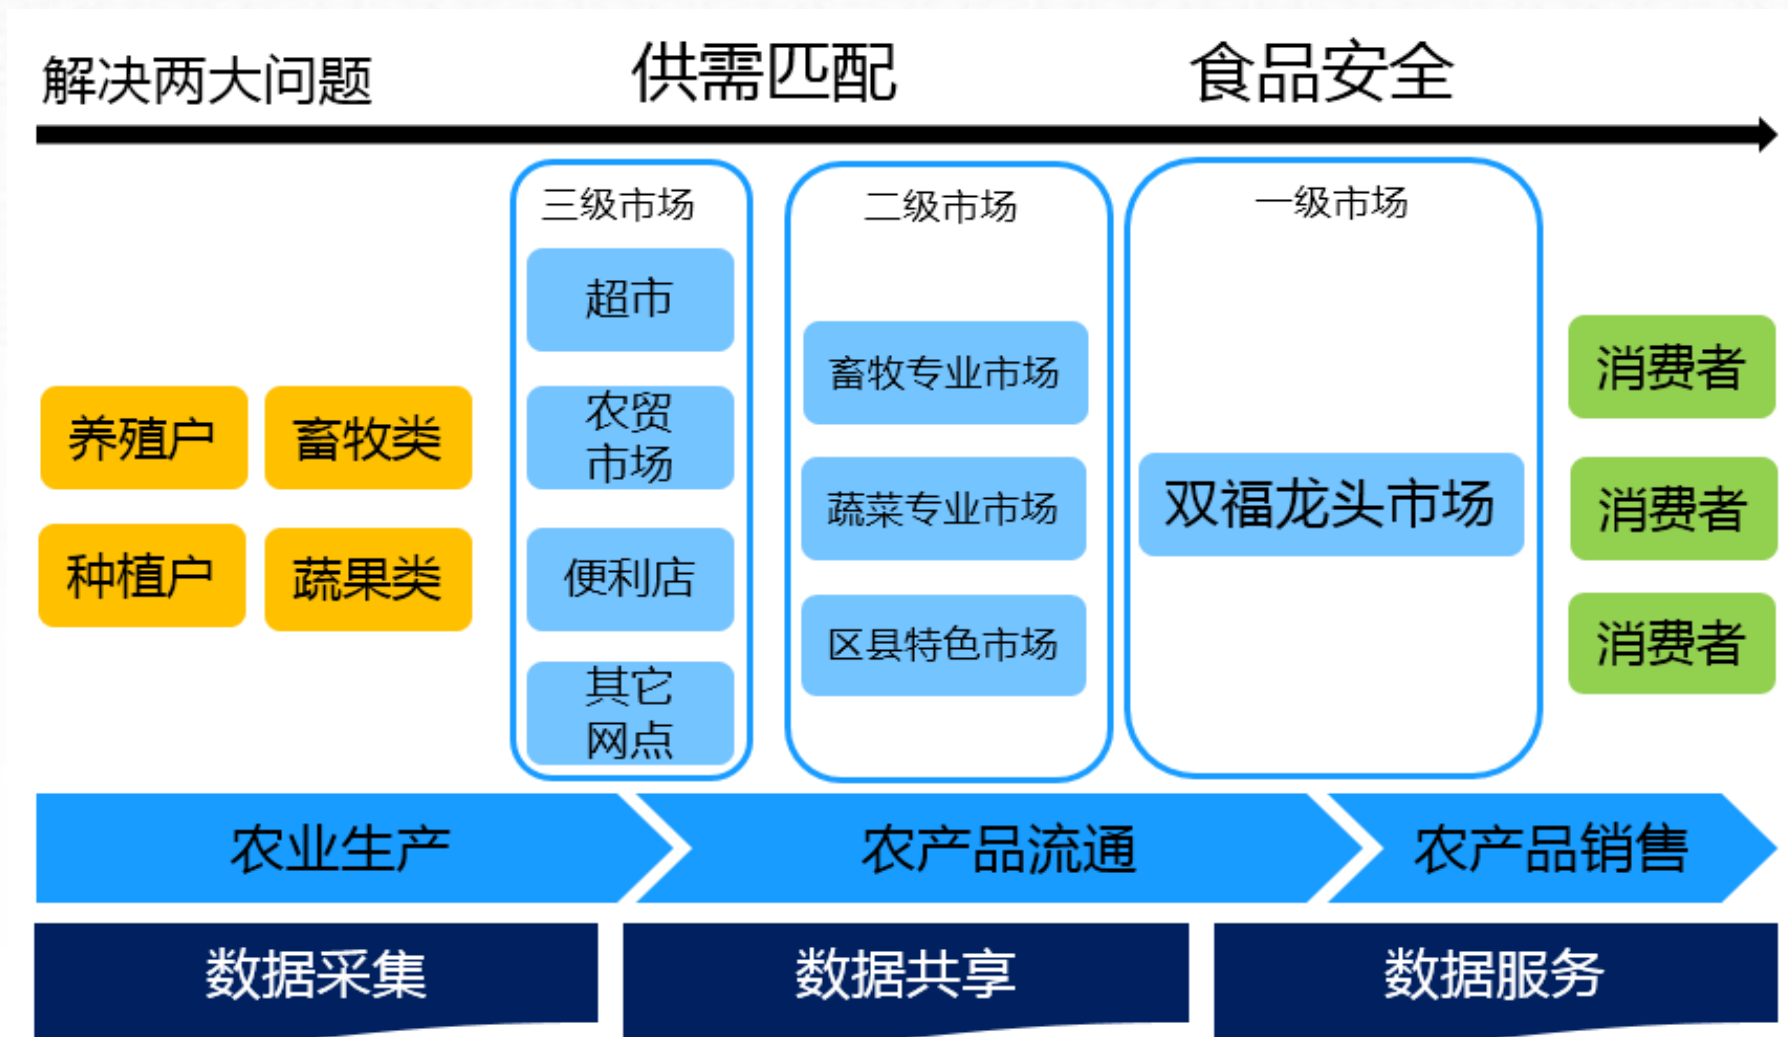 解决两大问题
供需匹配
食品安全
三级市场
超市
农贸
市场
便利店
其它
网点
二级市场
畜牧专业市场
蔬菜专业市场
区县特色市场
一级市场
双福龙头市场
养殖户
畜牧类
种植户
蔬果类
消费者
消费者
消费者
农业生产
农产品流通
农产品销售
数据采集
数据共享
数据服务